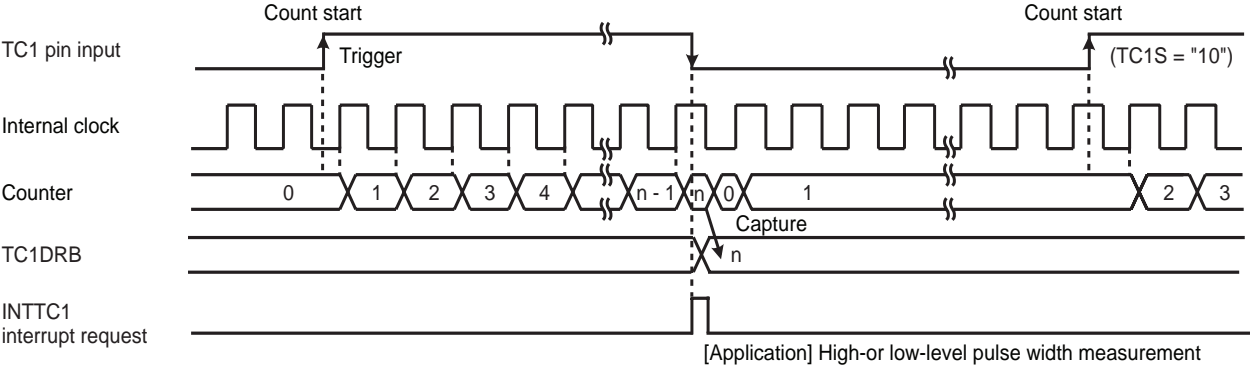 Count start Count start
TC1 pin input
Trigger (TC1S = "10")
Internal clock
Counter 0 1 2 3 4 n - 1 n 0 1 2 3
Capture
TC1DRB n
INTTC1
interrupt request
[Application] High-or low-level pulse width measurement